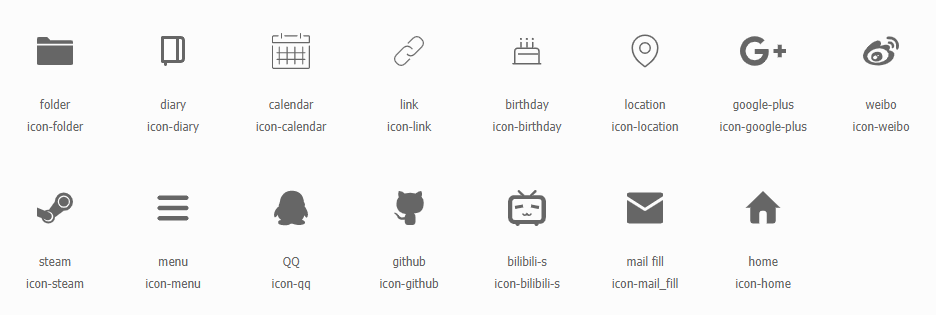 folder diary calendar link birthday location google-plus weibo
icon-folder icon-diary icon-calendar icon-link icon-birthday icon-location icon-google-plus icon-weibo
steam menu QQ github bilibili-s mail fill home
icon-steam icon-menu icon-qq icon-github icon-bilibili-s icon-mail_fill icon-home